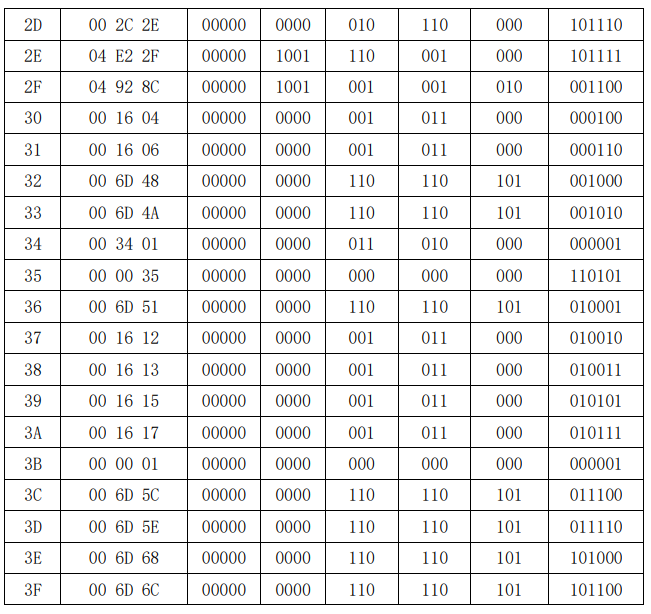 2D 00 2C 2E 00000 0000 010 110 000 101110
2E 04 E2 2F 00000 1001 110 001 000 101111
2F 04 92 8C 00000 1001 001 001 010 001100
30 00 16 04 00000 0000 001 011 000 000100
31 00 16 06 00000 0000 001 011 000 000110
32 00 6D 48 00000 0000 110 110 101 001000
33 00 6D 4A 00000 0000 110 110 101 001010
34 00 34 01 00000 0000 011 010 000 000001
35 00 00 35 00000 0000 000 000 000 110101
36 00 6D 51 00000 0000 110 110 101 010001
37 00 16 12 00000 0000 001 011 000 010010
38 00 16 13 00000 0000 001 011 000 010011
39 00 16 15 00000 0000 001 011 000 010101
3A 00 16 17 00000 0000 001 011 000 010111
3B 00 00 01 00000 0000 000 000 000 000001
3C 00 6D 5C 00000 0000 110 110 101 011100
3D 00 6D 5E 00000 0000 110 110 101 011110
3E 00 6D 68 00000 0000 110 110 101 101000
3F 00 6D 6C 00000 0000 110 110 101 101100